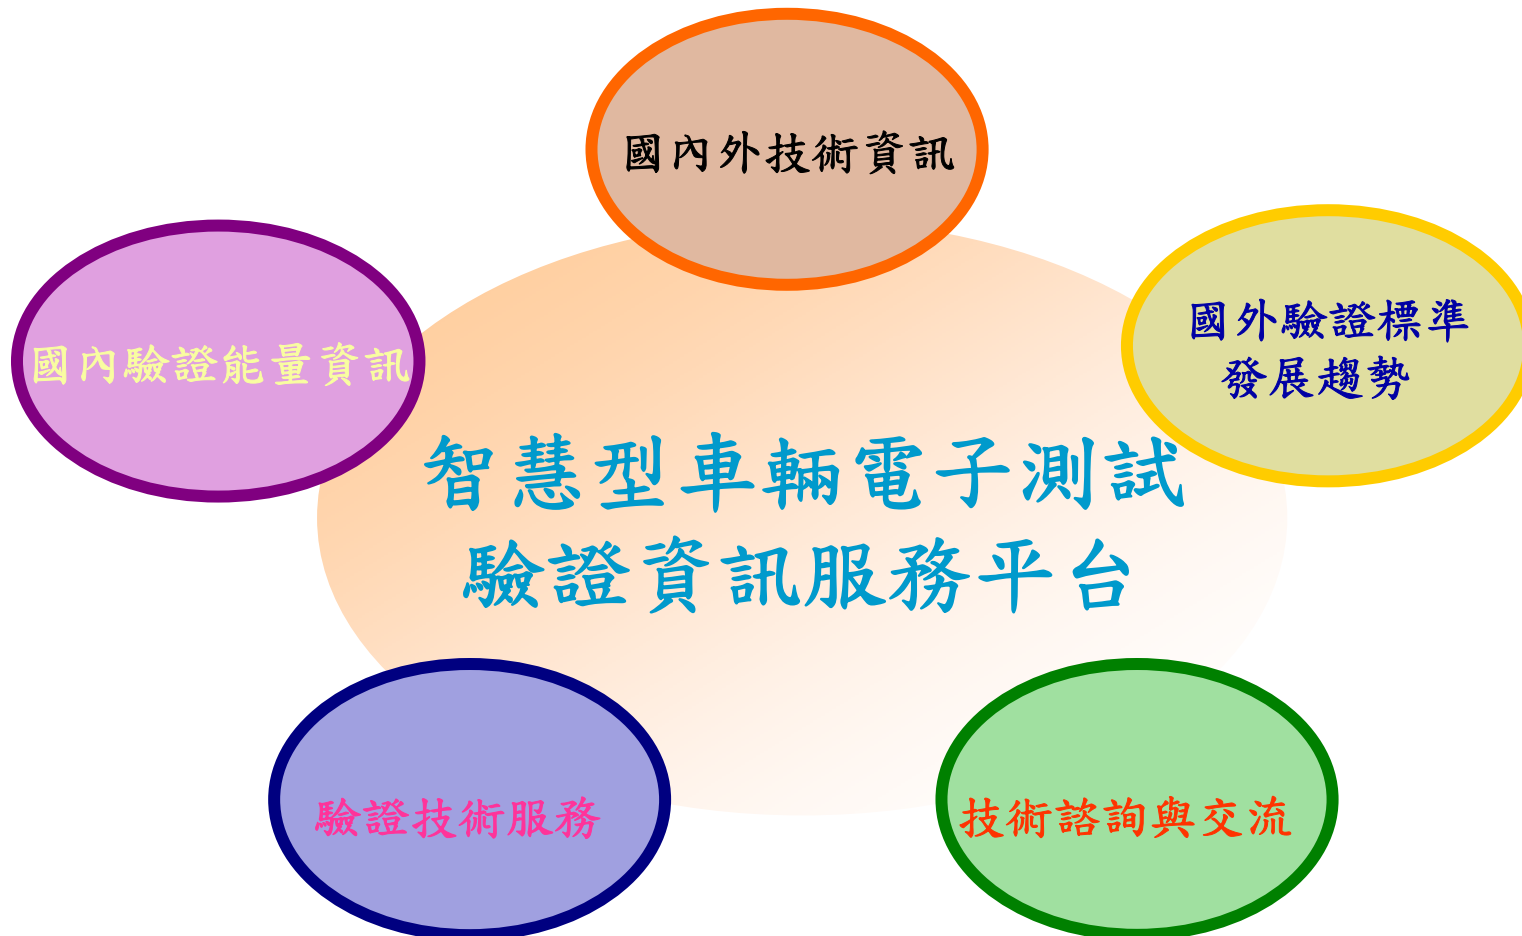 國內外技術資訊
國外驗證標準
發展趨勢
國內驗證能量資訊
智慧型車輛電子測試
驗證資訊服務平台
驗證技術服務
技術諮詢與交流